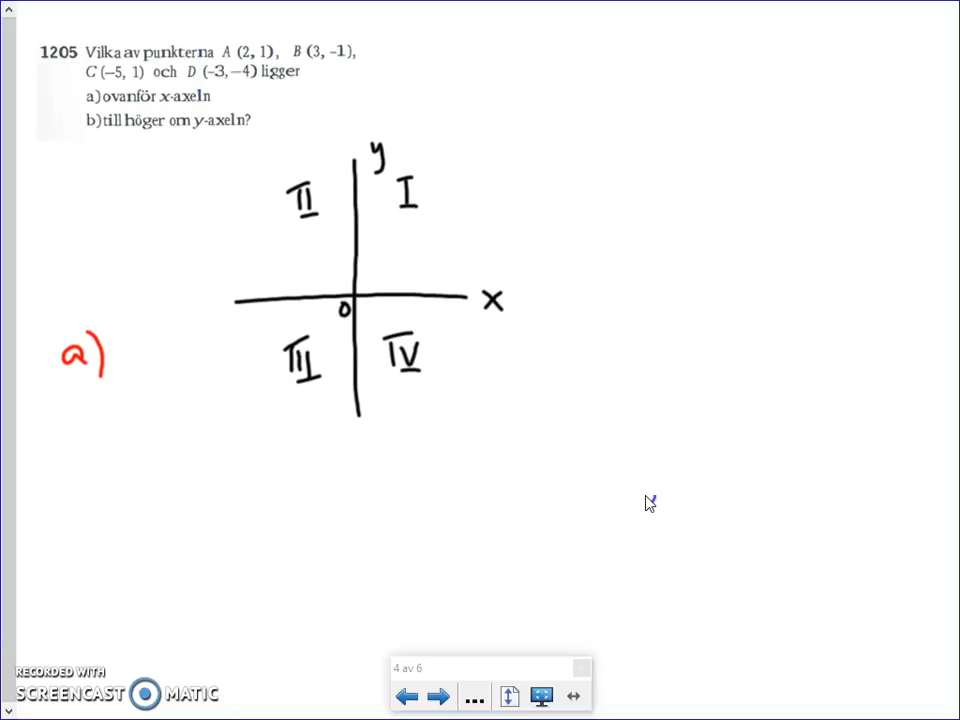 1205 Vilka av punkterna A (2, 1), B (3, -1),
C (-5, 1) och D (-3, -4) ligger
a) ovanför x-axeln
b) till höger om y-axeln?
y
II I
0 x
III IV
a)
4 av 6
RECORDED WITH
SCREENCAST MATIC